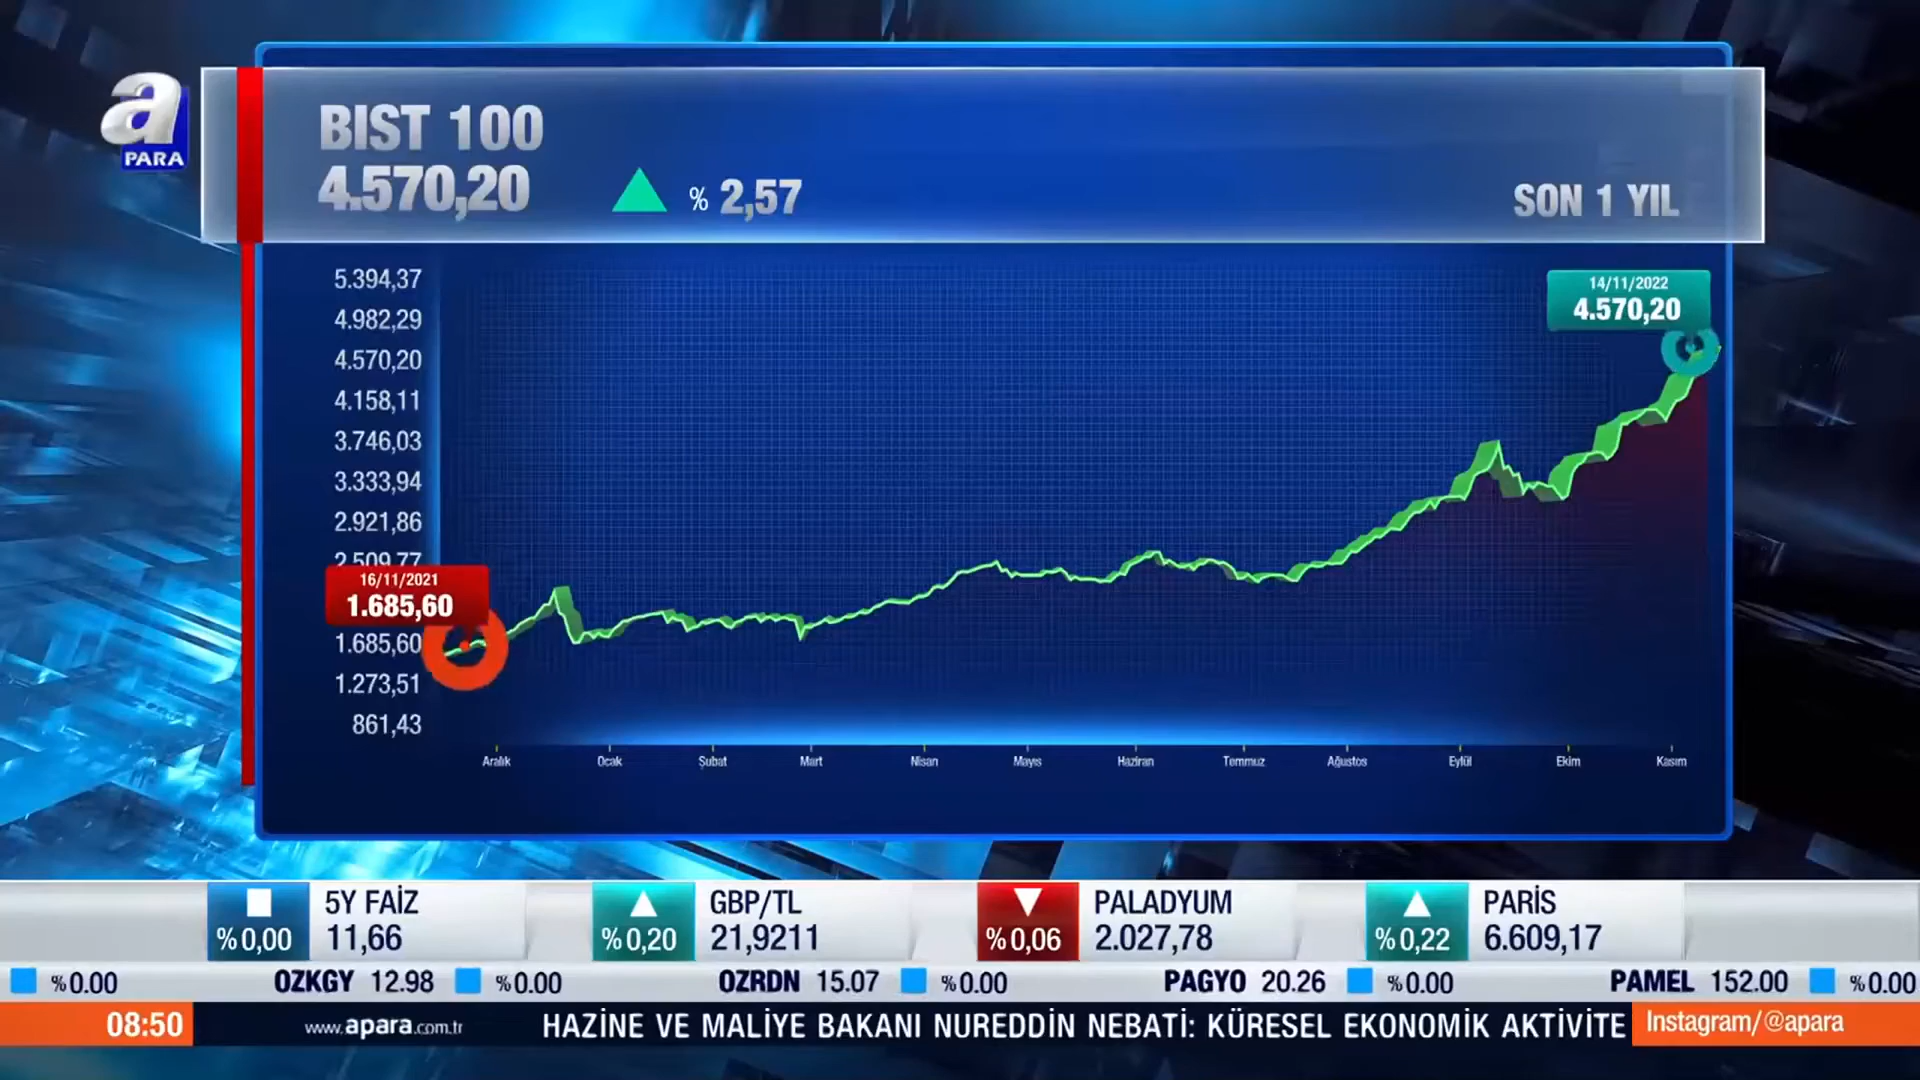 a
PARA
BIST 100
4.570,20
% 2,57
SON 1 YIL
5.394,37
4.982,29
4.570,20
4.158,11
3.746,03
3.333,94
2.921,86
2.509,77
1.685,60
1.273,51
861,43
16/11/2021
1.685,60
14/11/2022
4.570,20
Aralık Ocak Şubat Mart Nisan Mayıs Haziran Temmuz Ağustos Eylül Ekim Kasım
%0,00 5Y FAİZ 11,66
%0,20 GBP/TL 21,9211
%0,06 PALADYUM 2.027,78
%0,22 PARİS 6.609,17
%0.00 OZKGY 12.98 %0.00 OZRDN 15.07 %0.00 PAGYO 20.26 %0.00 PAMEL 152.00 %0.00
08:50 www.apara.com.tr HAZİNE VE MALİYE BAKANI NUREDDİN NEBATİ: KÜRESEL EKONOMİK AKTİVİTE Instagram/@apara